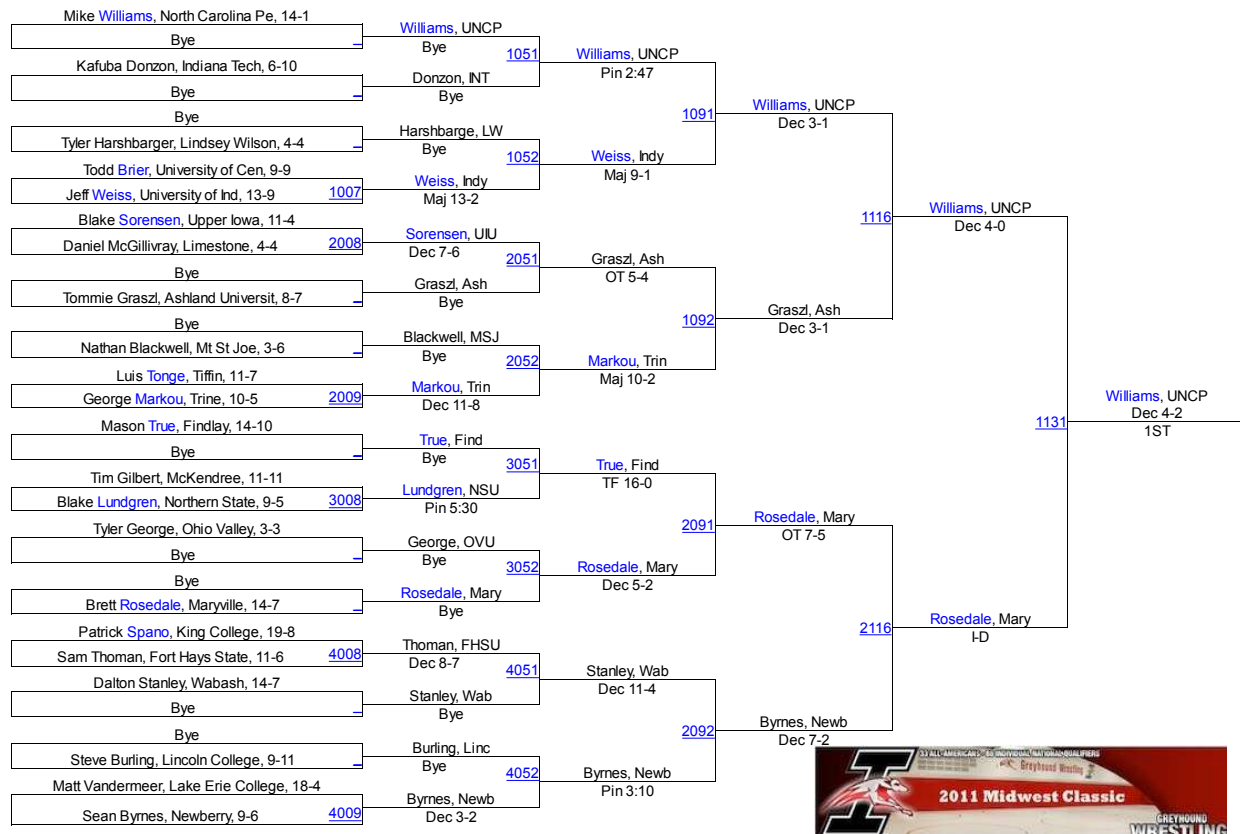 Mike Williams, North Carolina Pe, 14-1
Bye
Kafuba Donzon, Indiana Tech, 6-10
Bye
Bye
Tyler Harshbarger, Lindsey Wilson, 4-4
Todd Brier, University of Cen, 9-9
Jeff Weiss, University of Ind, 13-9 1007
Blake Sorensen, Upper Iowa, 11-4
Daniel McGillivray, Limestone, 4-4 2008
Bye
Tommie Graszl, Ashland Universit, 8-7
Bye
Nathan Blackwell, Mt St Joe, 3-6
Luis Tonge, Tiffin, 11-7
George Markou, Trine, 10-5 2009
Mason True, Findlay, 14-10
Bye
Tim Gilbert, McKendree, 11-11
Blake Lundgren, Northern State, 9-5 3008
Tyler George, Ohio Valley, 3-3
Bye
Bye
Brett Rosedale, Maryville, 14-7
Patrick Spano, King College, 19-8
Sam Thoman, Fort Hays State, 11-6 4008
Dalton Stanley, Wabash, 14-7
Bye
Bye
Steve Burling, Lincoln College, 9-11
Matt Vandermeer, Lake Erie College, 18-4
Sean Byrnes, Newberry, 9-6 4009
Williams, UNCP
Bye
1051
Donzon, INT
Bye
Harshbarge, LW
Bye
1052
Weiss, Indy
Maj 13-2
Sorensen, UIU
Dec 7-6
2051
Graszl, Ash
Bye
Blackwell, MSJ
Bye
2052
Markou, Trin
Dec 11-8
True, Find
Bye
3051
Lundgren, NSU
Pin 5:30
George, OVU
Bye
3052
Rosedale, Mary
Bye
Thoman, FHSU
Dec 8-7
4051
Stanley, Wab
Bye
Burling, Linc
Bye
4052
Byrnes, Newb
Dec 3-2
Williams, UNCP
Pin 2:47
1091
Weiss, Indy
Maj 9-1
Graszl, Ash
OT 5-4
1092
Markou, Trin
Maj 10-2
True, Find
TF 16-0
2091
Rosedale, Mary
Dec 5-2
Stanley, Wab
Dec 11-4
2092
Byrnes, Newb
Pin 3:10
Williams, UNCP
Dec 3-1
1116
Graszl, Ash
Dec 3-1
Rosedale, Mary
OT 7-5
2116
Byrnes, Newb
Dec 7-2
Williams, UNCP
Dec 4-0
1131
Rosedale, Mary
I-D
Williams, UNCP
Dec 4-2
1ST
33 ALL-AMERICANS - 68 INDIVIDUAL NATIONAL QUALIFIERS
Greyhound Wrestling
2011 Midwest Classic
GREYHOUND
WRESTLING